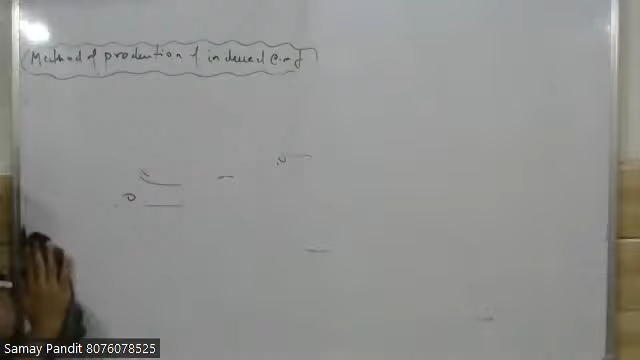 Method of production of induced e.m.f
Samay Pandit 8076078525